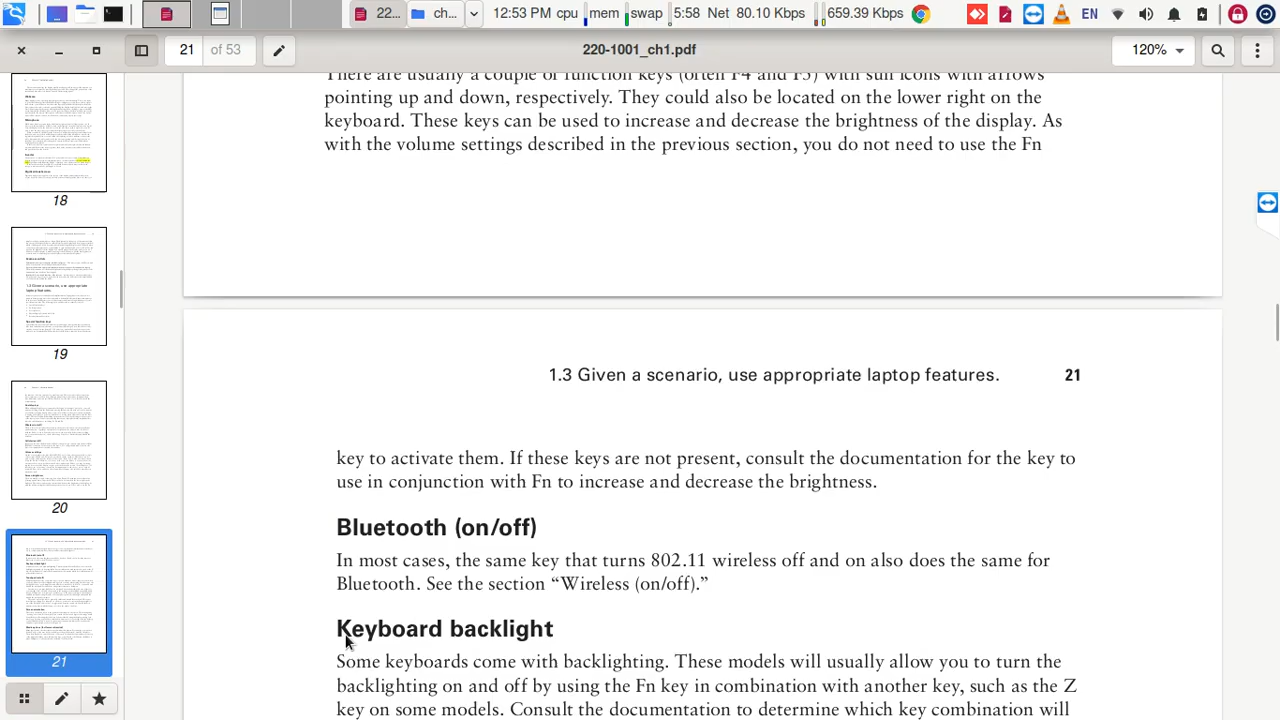 22... ch... 1 PM cpu mem swap 5:58 Net 80.10 kbps 659.39 Kbps EN
21 of 53 220-1001_ch1.pdf 120%
pointing up and They could also be located on the lower right on the
keyboard. These keys can be used to increase and decrease the brightness of the display. As
with the volume settings described in the previous section, you do not need to use the Fn
1.3 Given a scenario, use appropriate laptop features. 21
key to activate them. If these keys are not present, consult the documentation for the key to
use in conjunction with Fn to increase and decrease the brightness.
Bluetooth (on/off)
In most cases, the same key that turns 802.11 wireless off and on also does the same for
Bluetooth. See the section “Wireless (on/off).”
Keyboard backlight
Some keyboards come with backlighting. These models will usually allow you to turn the
backlighting on and off by using the Fn key in combination with another key, such as the Z
key on some models. Consult the documentation to determine which key combination will
18
19
20
21